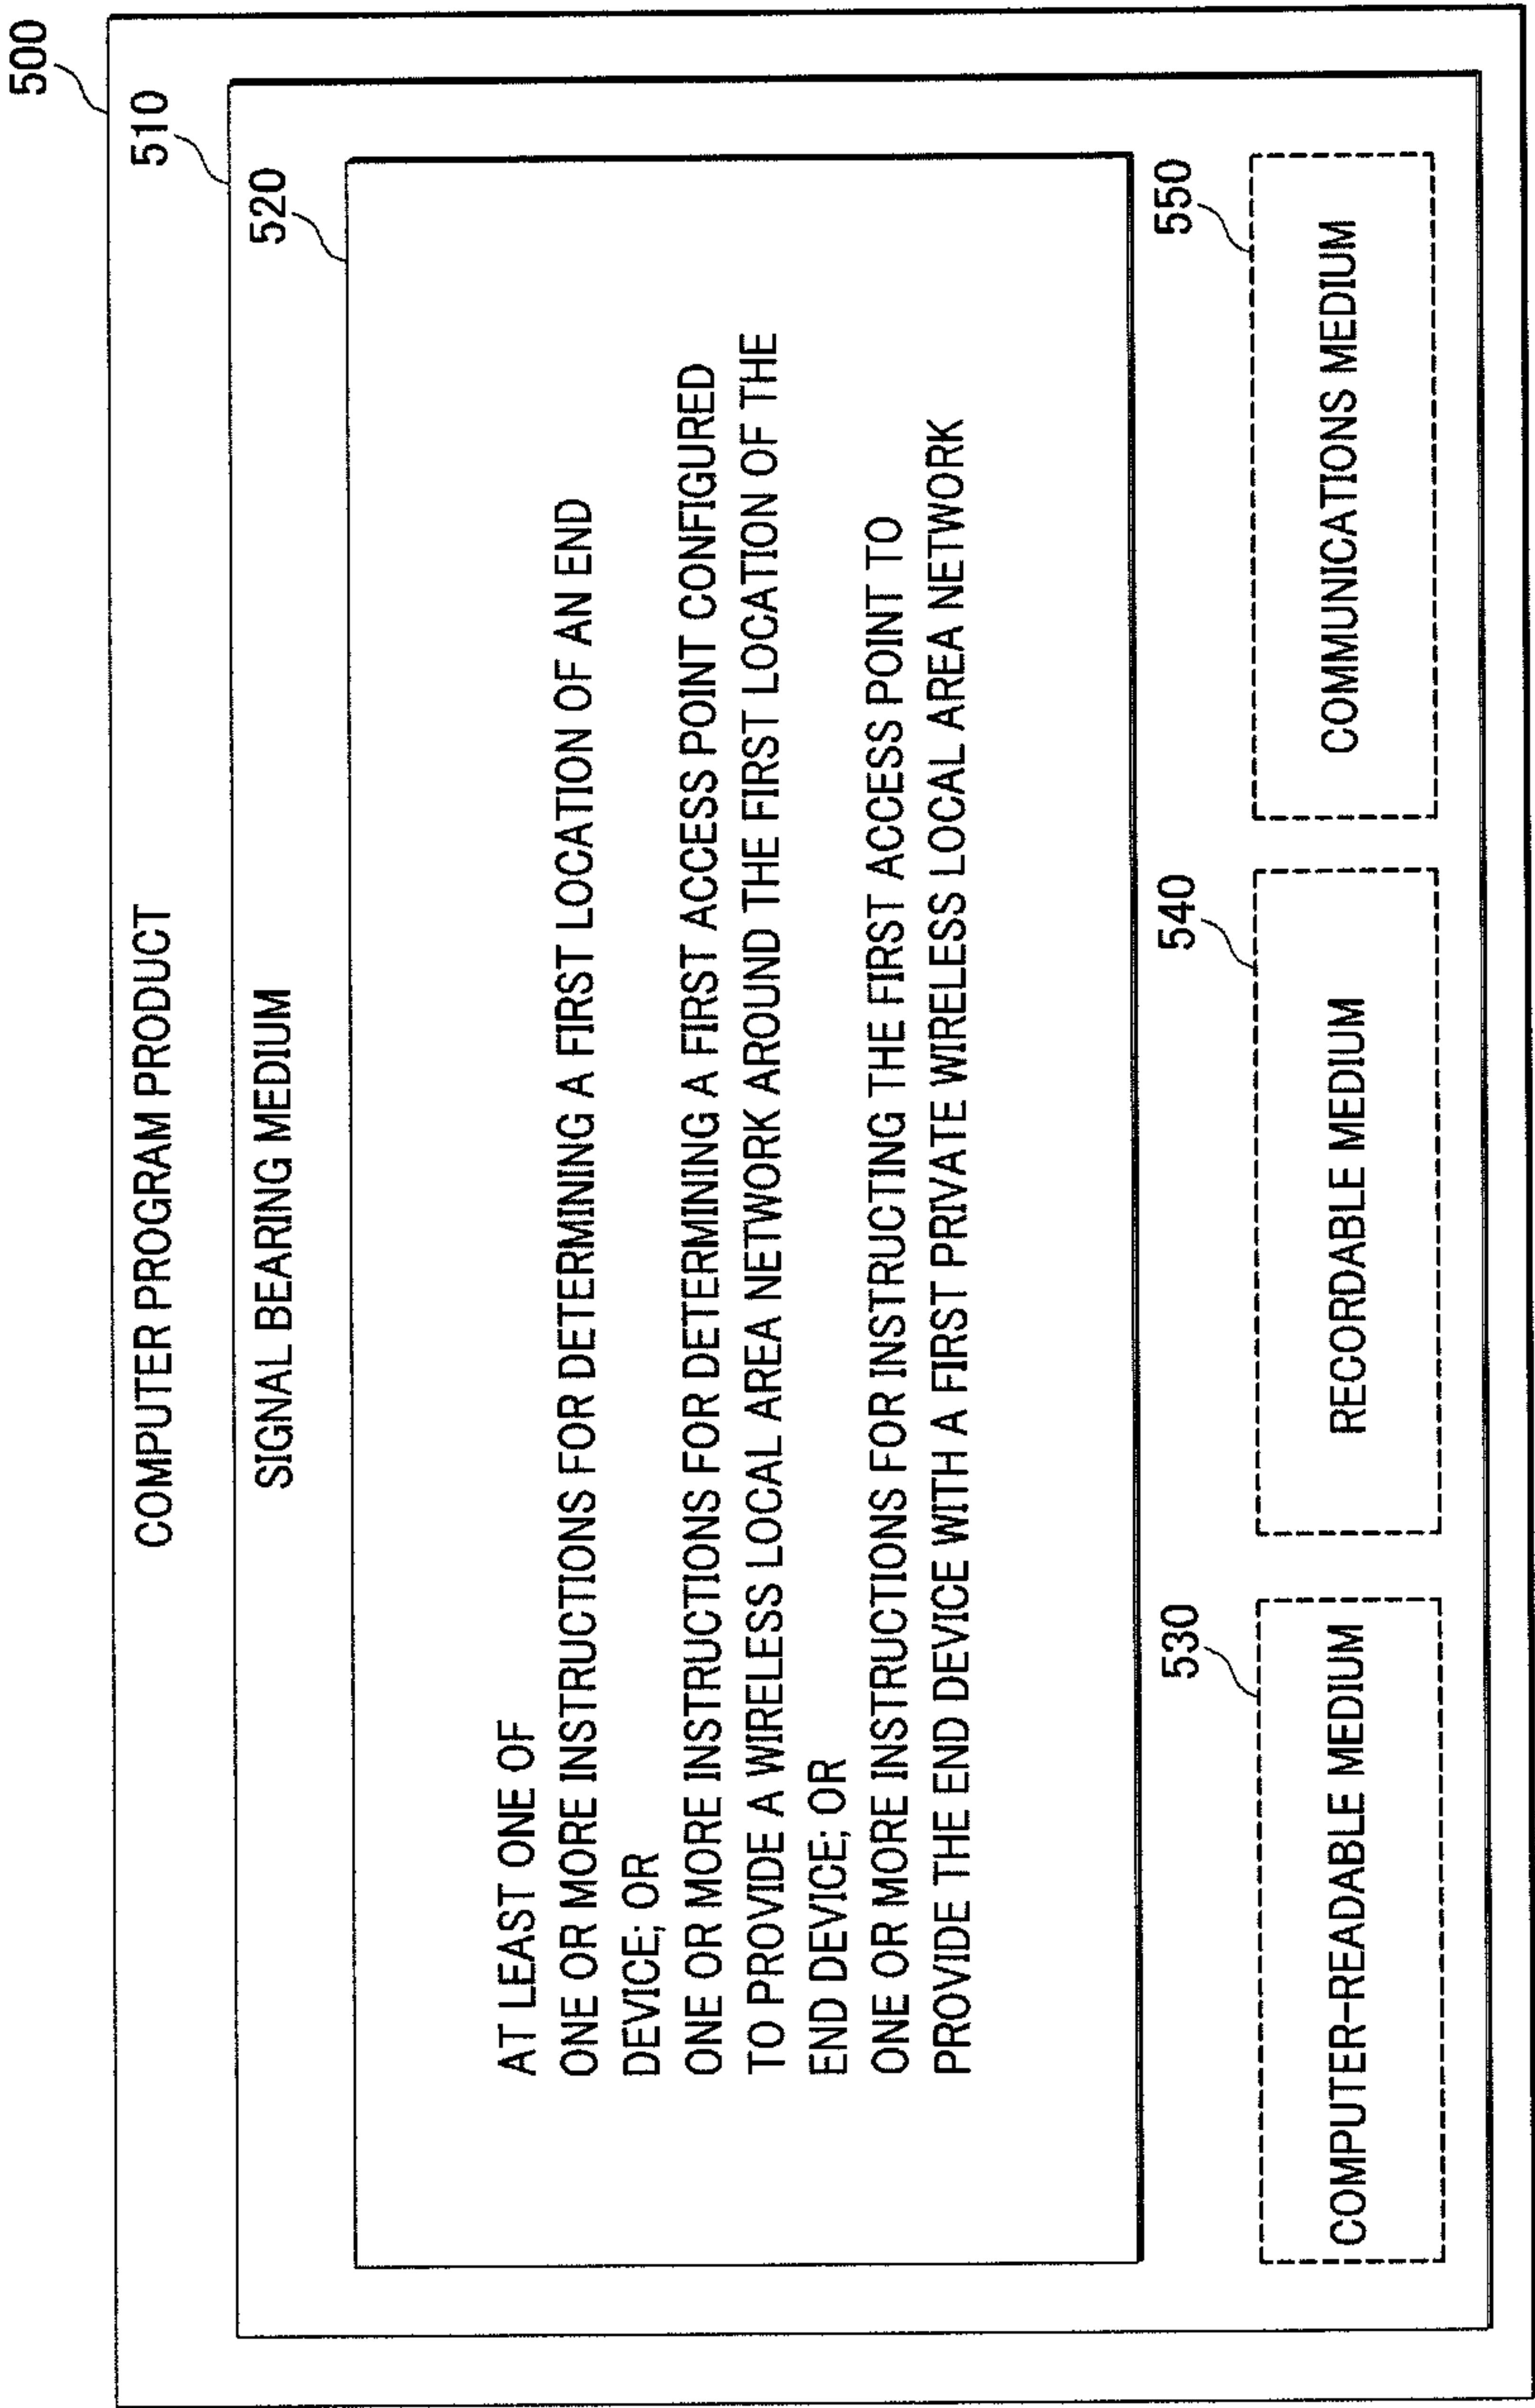 500
COMPUTER PROGRAM PRODUCT
510
SIGNAL BEARING MEDIUM
520
AT LEAST ONE OF
ONE OR MORE INSTRUCTIONS FOR DETERMINING A FIRST LOCATION OF AN END
DEVICE; OR
ONE OR MORE INSTRUCTIONS FOR DETERMINING A FIRST ACCESS POINT CONFIGURED
TO PROVIDE A WIRELESS LOCAL AREA NETWORK AROUND THE FIRST LOCATION OF THE
END DEVICE; OR
ONE OR MORE INSTRUCTIONS FOR INSTRUCTING THE FIRST ACCESS POINT TO
PROVIDE THE END DEVICE WITH A FIRST PRIVATE WIRELESS LOCAL AREA NETWORK
530
COMPUTER-READABLE MEDIUM
540
RECORDABLE MEDIUM
550
COMMUNICATIONS MEDIUM